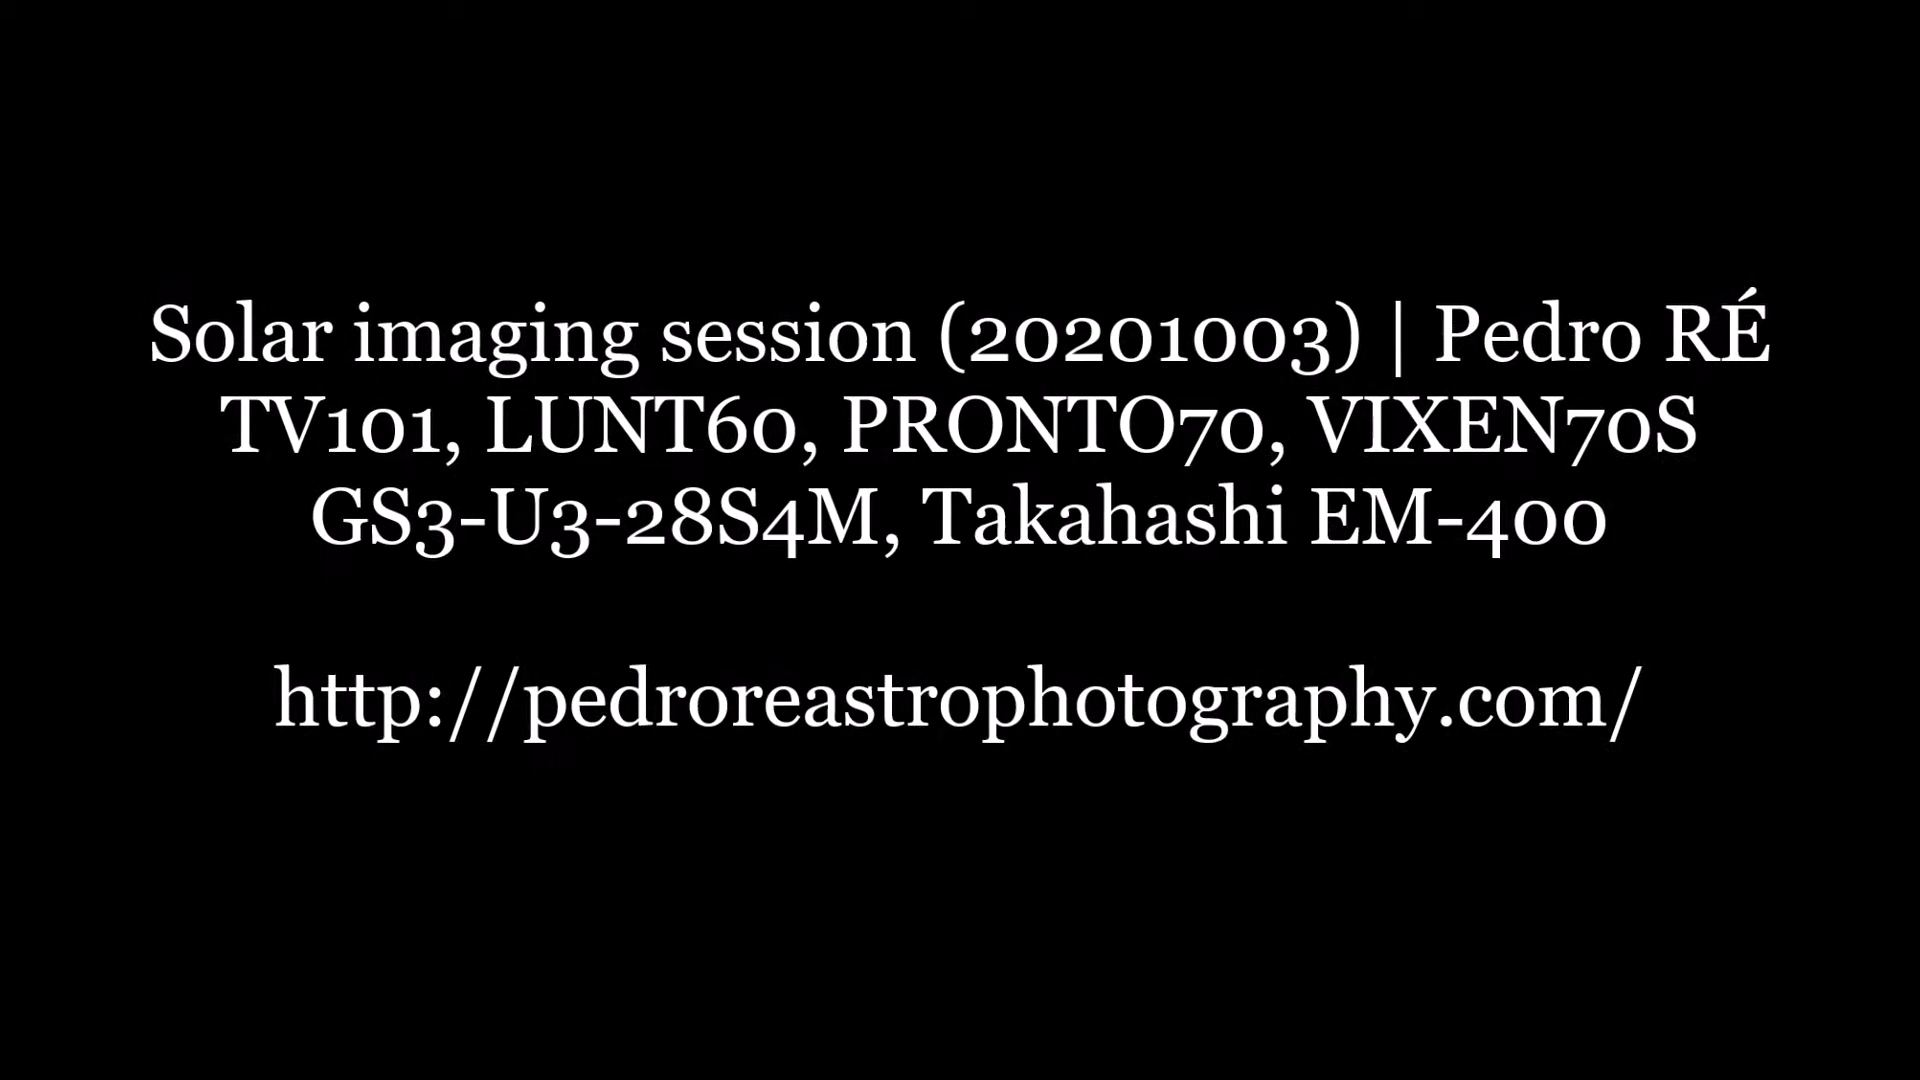 Solar imaging session (20201003) | Pedro RÉ
TV101, LUNT60, PRONTO70, VIXEN70S
GS3-U3-28S4M, Takahashi EM-400
http://pedroreastrophotography.com/